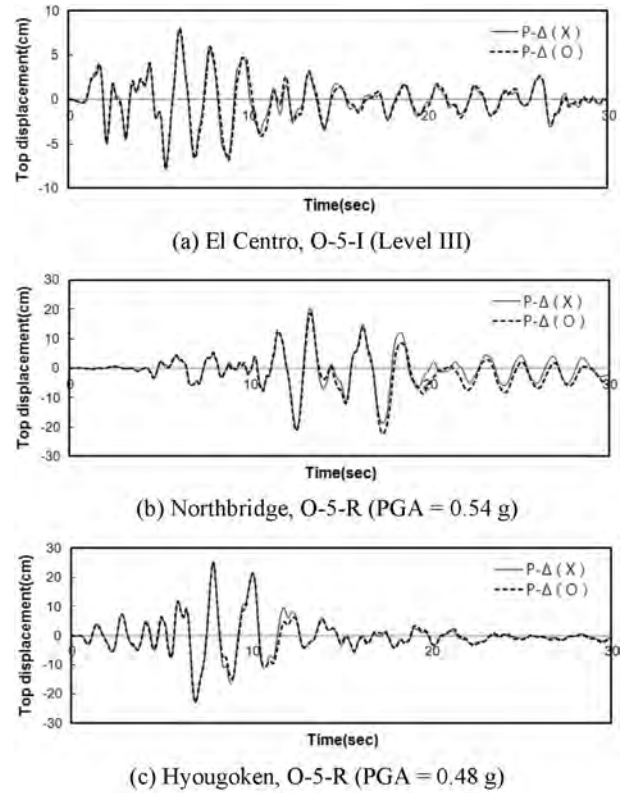 10
P-Δ ( X )
P-Δ ( O )
5
0
0
10
20
30
-5
-10
Top displacement(cm)
Time(sec)
(a) El Centro, O-5-I (Level III)
30
P-Δ ( X )
P-Δ ( O )
20
10
0
0
10
20
30
-10
-20
-30
Top displacement(cm)
Time(sec)
(b) Northbridge, O-5-R (PGA = 0.54 g)
30
P-Δ ( X )
P-Δ ( O )
20
10
0
0
10
20
30
-10
-20
-30
Top displacement(cm)
Time(sec)
(c) Hyougoken, O-5-R (PGA = 0.48 g)